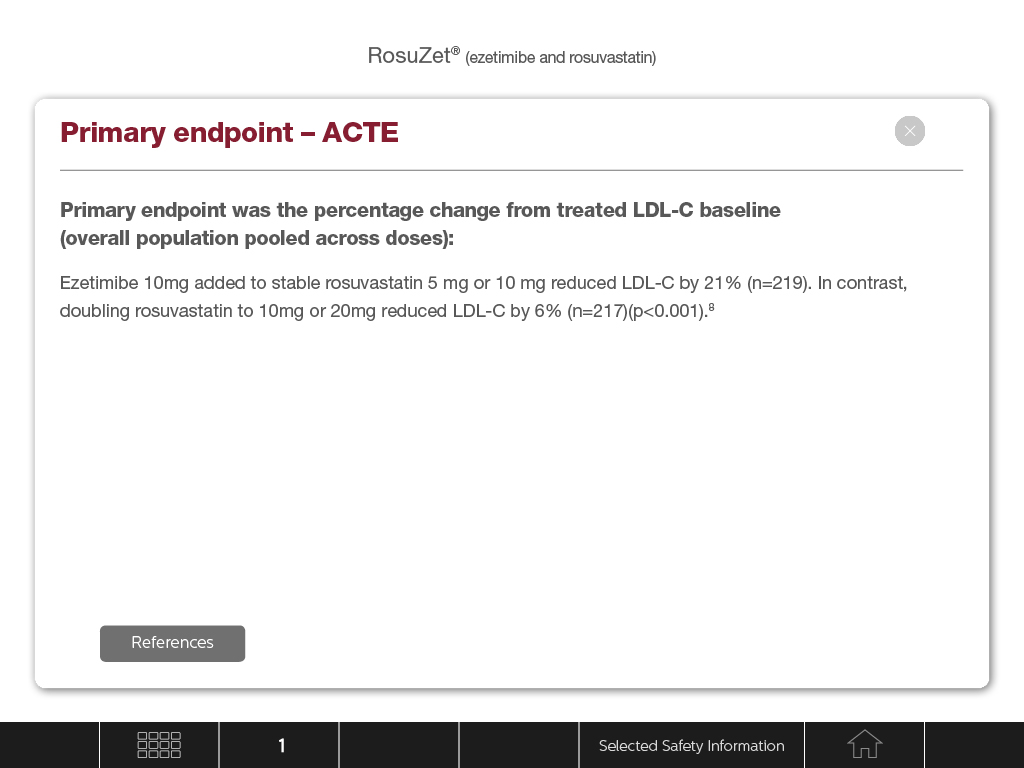 RosuZet® (ezetimibe and rosuvastatin)
Primary endpoint – ACTE
Primary endpoint was the percentage change from treated LDL-C baseline
(overall population pooled across doses):
Ezetimibe 10mg added to stable rosuvastatin 5 mg or 10 mg reduced LDL-C by 21% (n=219). In contrast,
doubling rosuvastatin to 10mg or 20mg reduced LDL-C by 6% (n=217)(p<0.001).⁸
References
1
Selected Safety Information